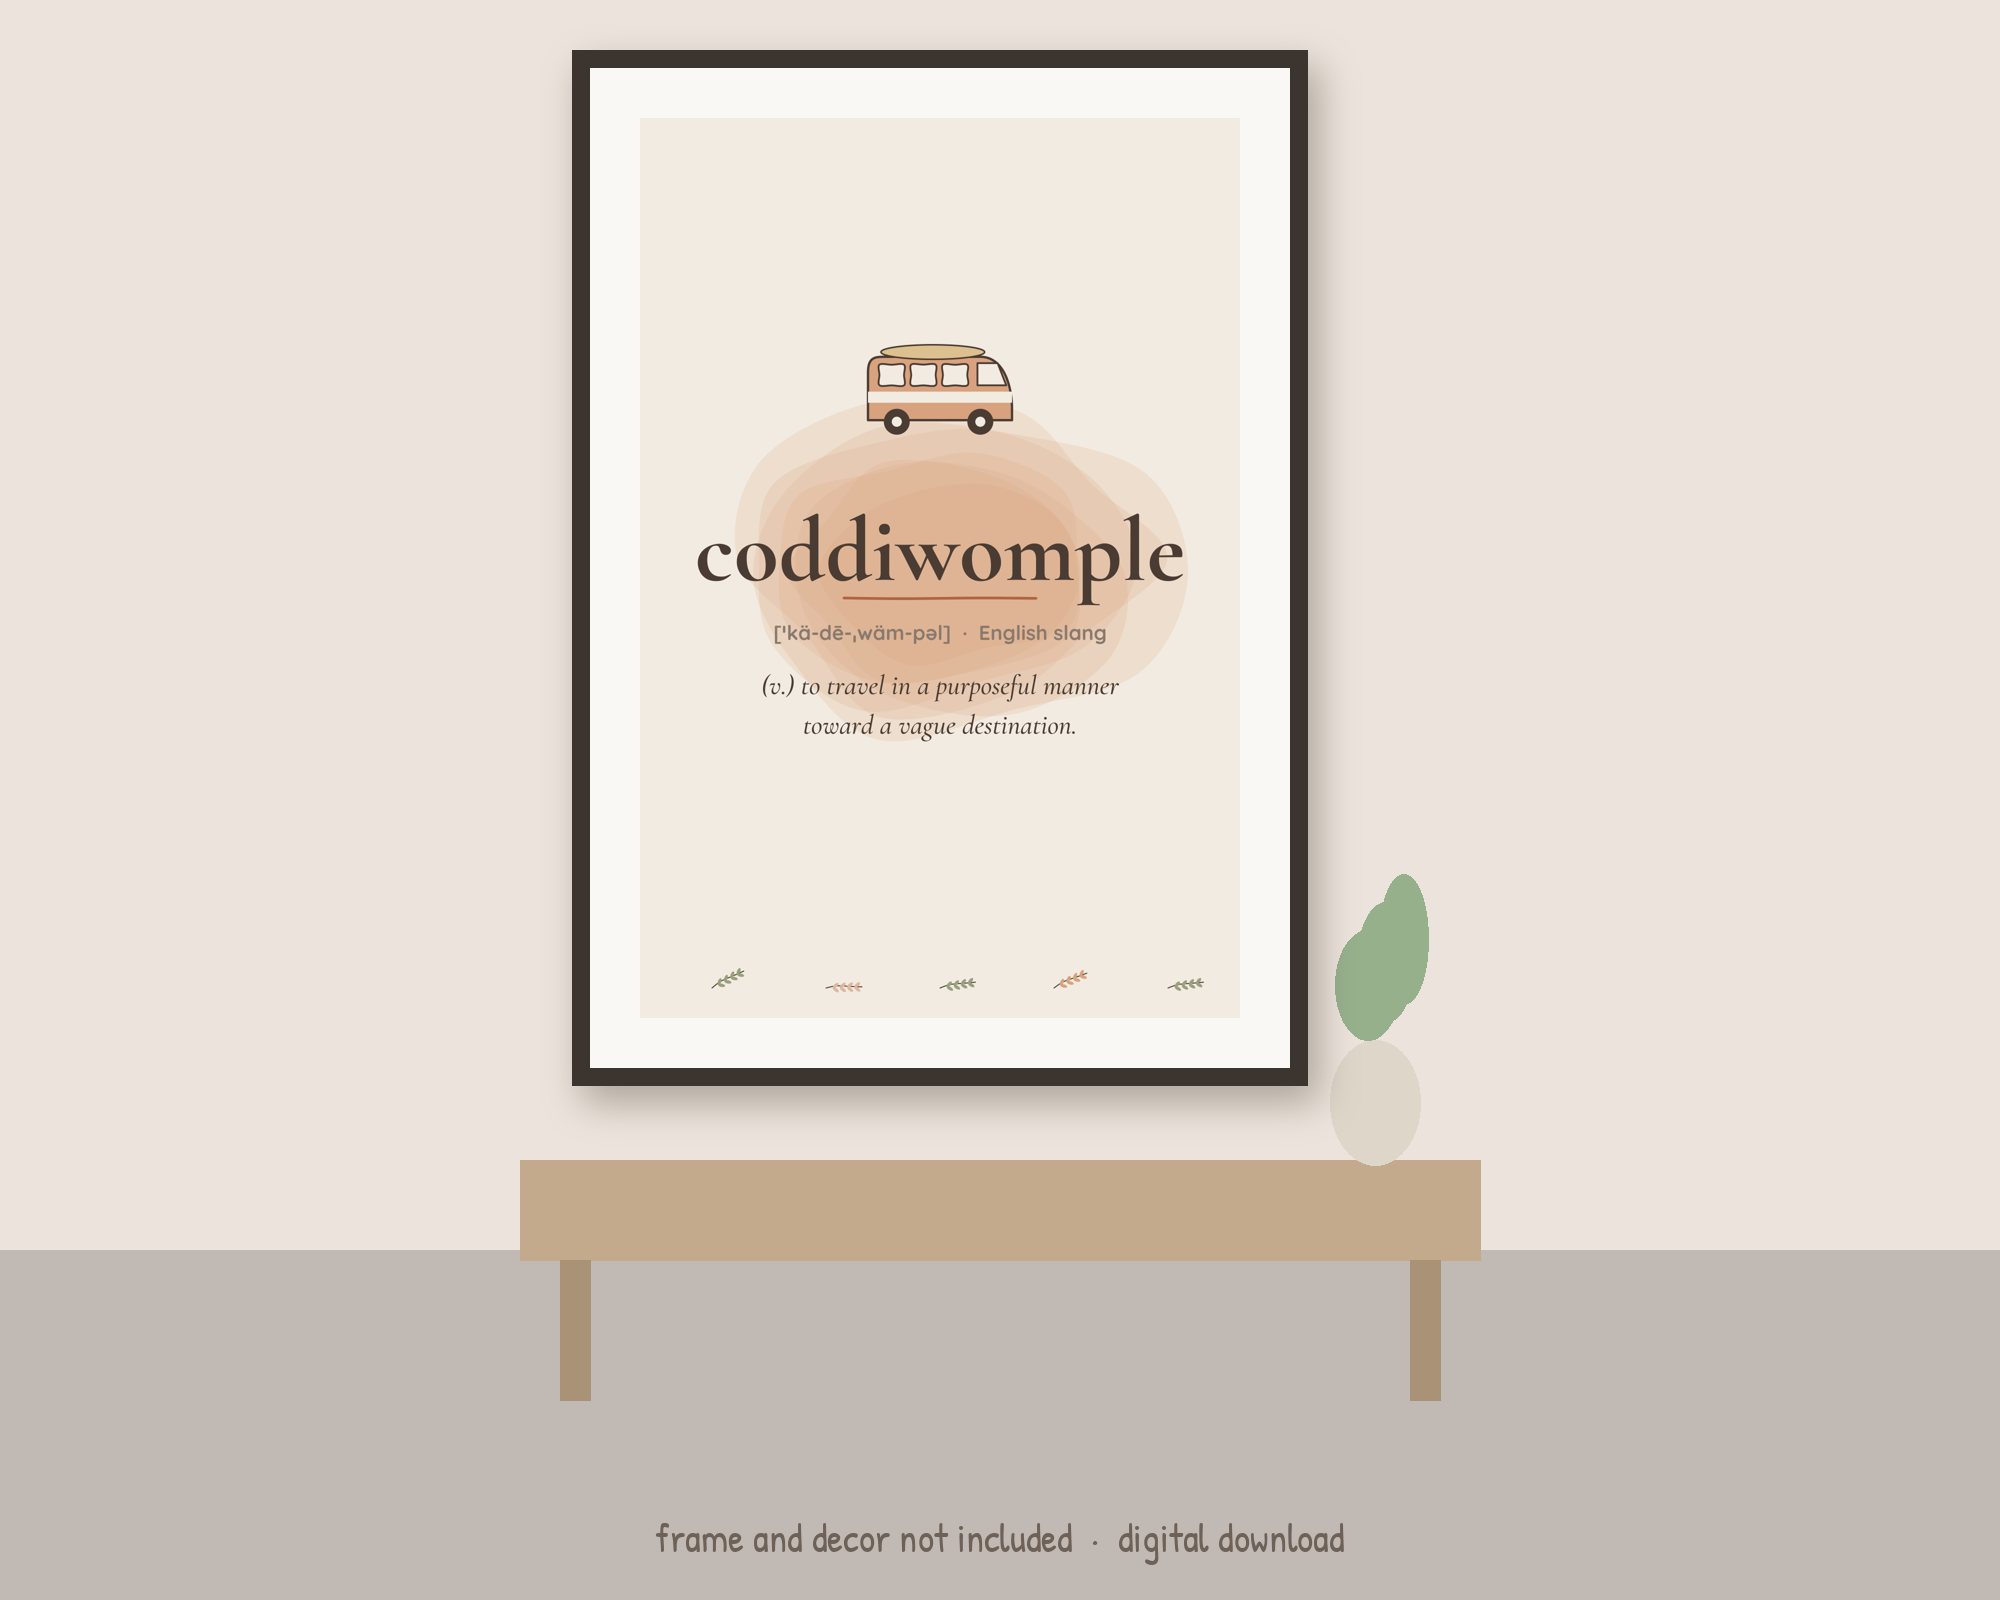 coddiwomple
[ˈkä-dē-ˌwäm-pəl] · English slang
(v.) to travel in a purposeful manner
toward a vague destination.
frame and decor not included · digital download